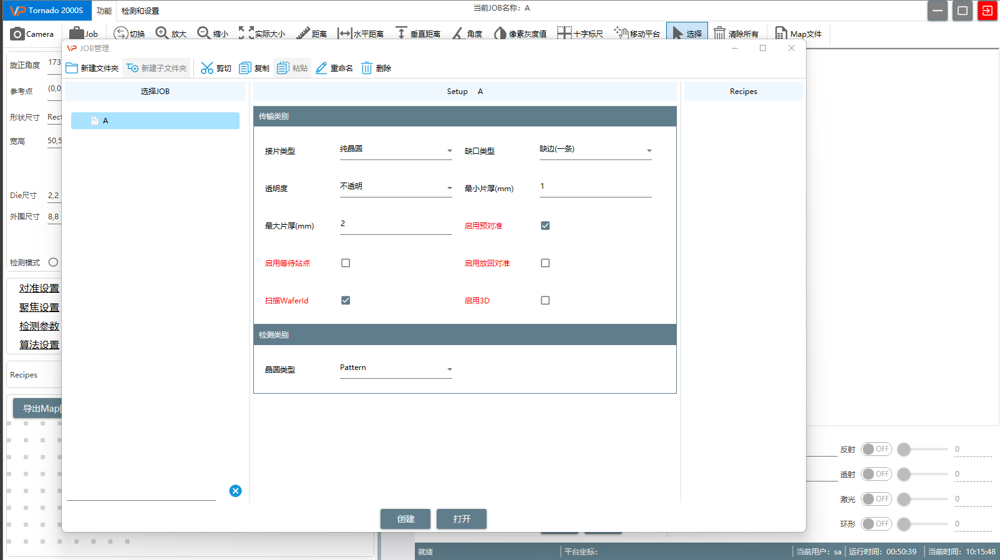 Tornado 2000S 功能 检测和设置 当前JOB名称：A
Camera Job 切换 放大 缩小 实际大小 距离 水平距离 垂直距离 角度 像素灰度值 十字标尺 移动平台 选择 清除所有 Map文件
JOB管理
新建文件夹 新建子文件夹 剪切 复制 粘贴 重命名 删除
选择JOB Setup A Recipes
A
传输类别
接片类型 纯晶圆 缺口类型 缺边(一条)
透明度 不透明 最小片厚(mm) 1
最大片厚(mm) 2 启用预对准
启用等待站点 启用放回对准
扫描WaferId 启用3D
检测类别
晶圆类型 Pattern
创建 打开
旋正角度 173
参考点 (0,0
形状尺寸 Rect
宽高 50,5
Die尺寸 2,2
外围尺寸 8,8
检测模式
对准设置
聚焦设置
检测参数
算法设置
Recipes
导出Map
反射 OFF 0
透射 OFF 0
激光 OFF 0
环形 OFF 0
就绪 平台坐标: 当前用户：sa 运行时间：00:50:39 当前时间：10:15:48